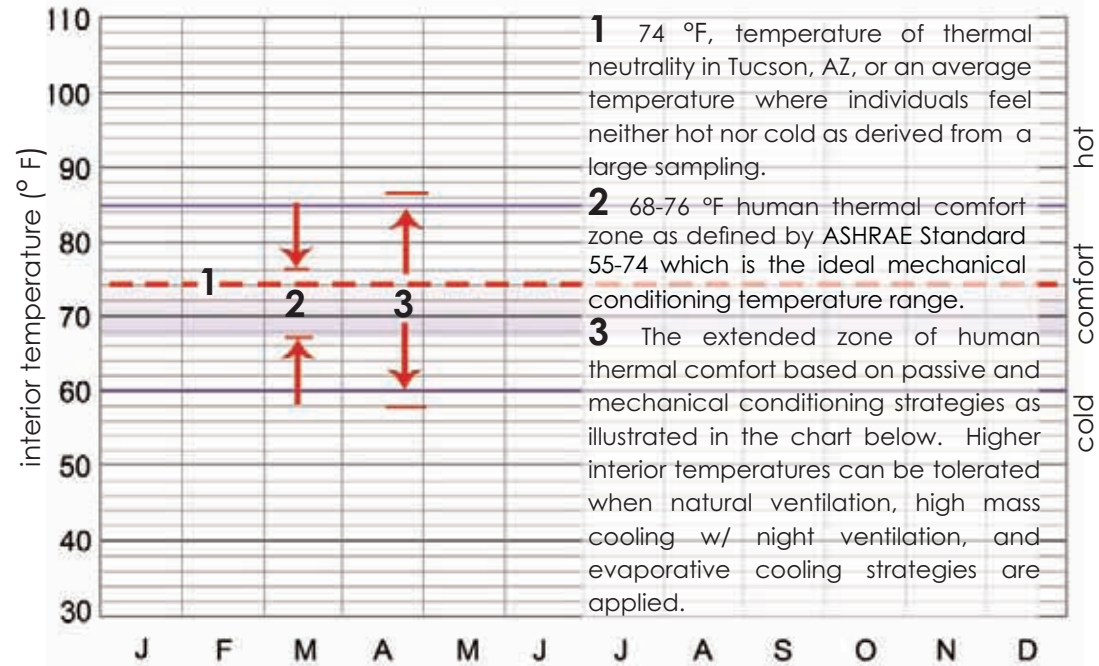 110
100
90
80
70
60
50
40
30
interior temperature (° F)
1
2
3
J F M A M J J A S O N D
1 74 °F, temperature of thermal
neutrality in Tucson, AZ, or an average
temperature where individuals feel
neither hot nor cold as derived from a
large sampling.
2 68-76 °F human thermal comfort
zone as defined by ASHRAE Standard
55-74 which is the ideal mechanical
conditioning temperature range.
3 The extended zone of human
thermal comfort based on passive and
mechanical conditioning strategies as
illustrated in the chart below. Higher
interior temperatures can be tolerated
when natural ventilation, high mass
cooling w/ night ventilation, and
evaporative cooling strategies are
applied.
hot
comfort
cold